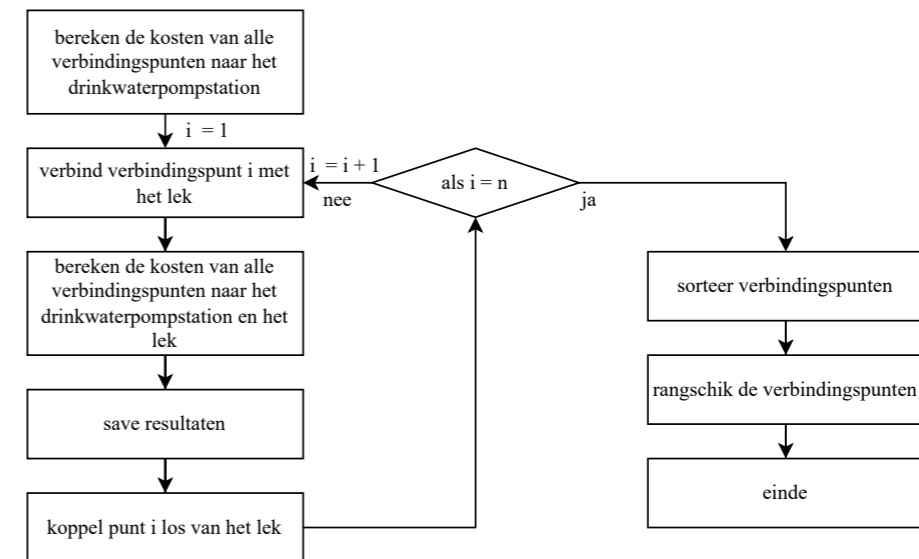 bereken de kosten van alle
verbindingspunten naar het
drinkwaterpompstation
i = 1
verbind verbindingspunt i met
het lek
bereken de kosten van alle
verbindingspunten naar het
drinkwaterpompstation en het
lek
save resultaten
koppel punt i los van het lek
i = i + 1
nee
als i = n
ja
sorteer verbindingspunten
rangschik de verbindingspunten
einde